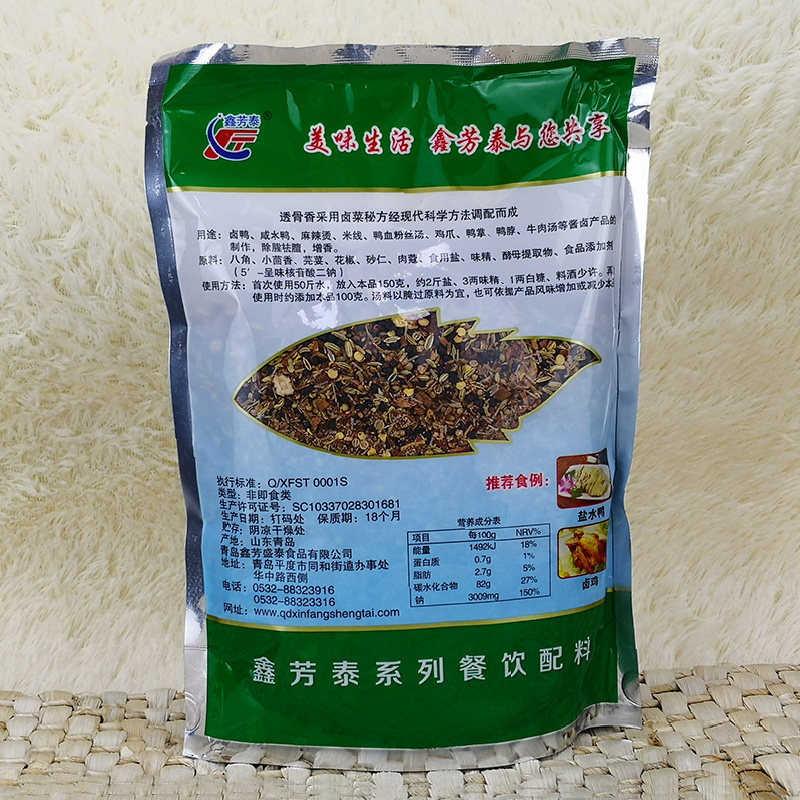 鑫芳泰®
美味生活 鑫芳泰与您共享
透骨香采用卤菜秘方经现代科学方法调配而成
用途：卤鸭、咸水鸭、麻辣烫、米线、鸭血粉丝汤、鸡爪、鸭掌、鸭脖、牛肉汤等酱卤产品的
制作，除腥祛膻，增香。
原料：八角、小茴香、芫荽、花椒、砂仁、肉蔻、食用盐、味精、酵母提取物、食品添加剂
（5′-呈味核苷酸二钠）
使用方法：首次使用50斤水，放入本品150克，约2斤盐、3两味精、1两白糖、料酒少许。再
使用时约添加本品100克。汤料以腌过原料为宜，也可依据产品风味增加或减少本
执行标准：Q/XFST 0001S
类型：非即食类
生产许可证号：SC10337028301681
生产日期：打码处 保质期：18个月
贮存：阴凉干燥处
产地：山东青岛
青岛鑫芳盛泰食品有限公司
地址：青岛平度市同和街道办事处
华中路西侧
电话：0532-88323916
0532-88323316
网址：www.qdxinfangshengtai.com
推荐食例：
盐水鸭
卤鸡
营养成分表
项目 每100g NRV%
能量 1492kJ 18%
蛋白质 0.7g 1%
脂肪 2.7g 5%
碳水化合物 82g 27%
钠 3009mg 150%
鑫芳泰系列餐饮配料